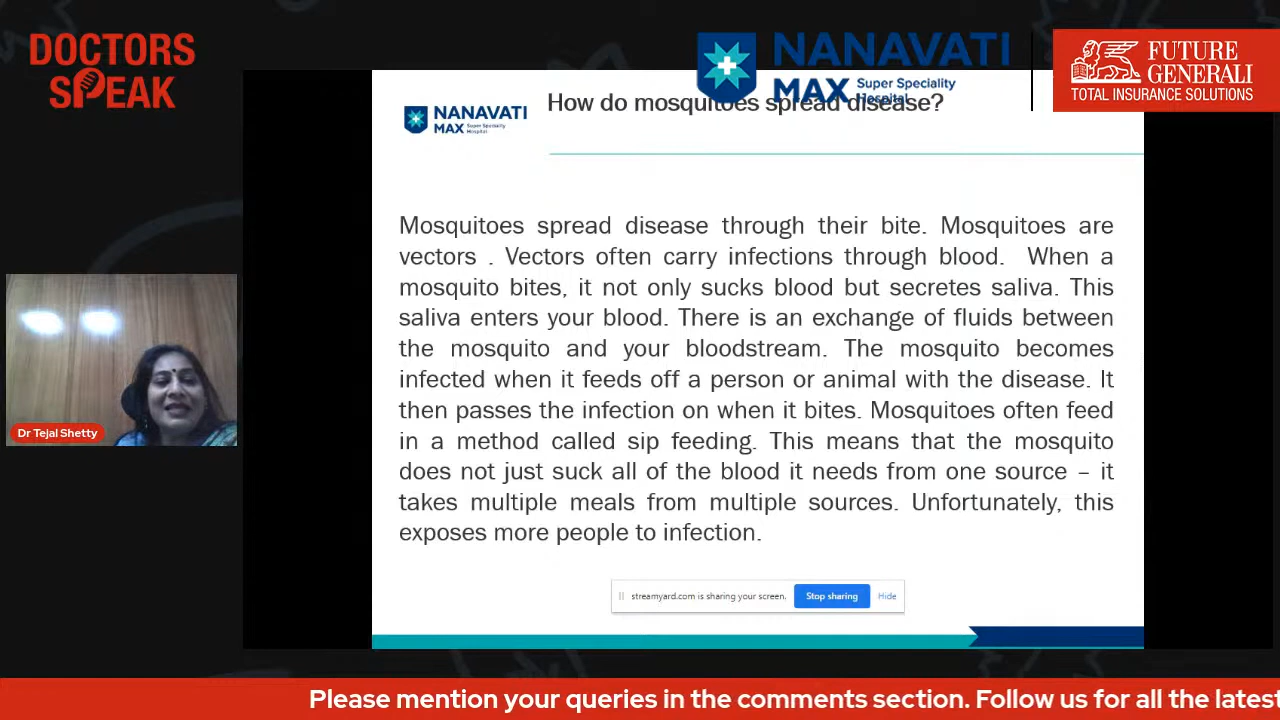 DOCTORS
SPEAK
NANAVATI
MAX Super Speciality
Hospital
FUTURE
GENERALI
TOTAL INSURANCE SOLUTIONS
NANAVATI
MAX Super Speciality
Hospital
How do mosquitoes spread disease?
Mosquitoes spread disease through their bite. Mosquitoes are
vectors . Vectors often carry infections through blood. When a
mosquito bites, it not only sucks blood but secretes saliva. This
saliva enters your blood. There is an exchange of fluids between
the mosquito and your bloodstream. The mosquito becomes
infected when it feeds off a person or animal with the disease. It
then passes the infection on when it bites. Mosquitoes often feed
in a method called sip feeding. This means that the mosquito
does not just suck all of the blood it needs from one source – it
takes multiple meals from multiple sources. Unfortunately, this
exposes more people to infection.
Dr Tejal Shetty
streamyard.com is sharing your screen. Stop sharing Hide
Please mention your queries in the comments section. Follow us for all the latest